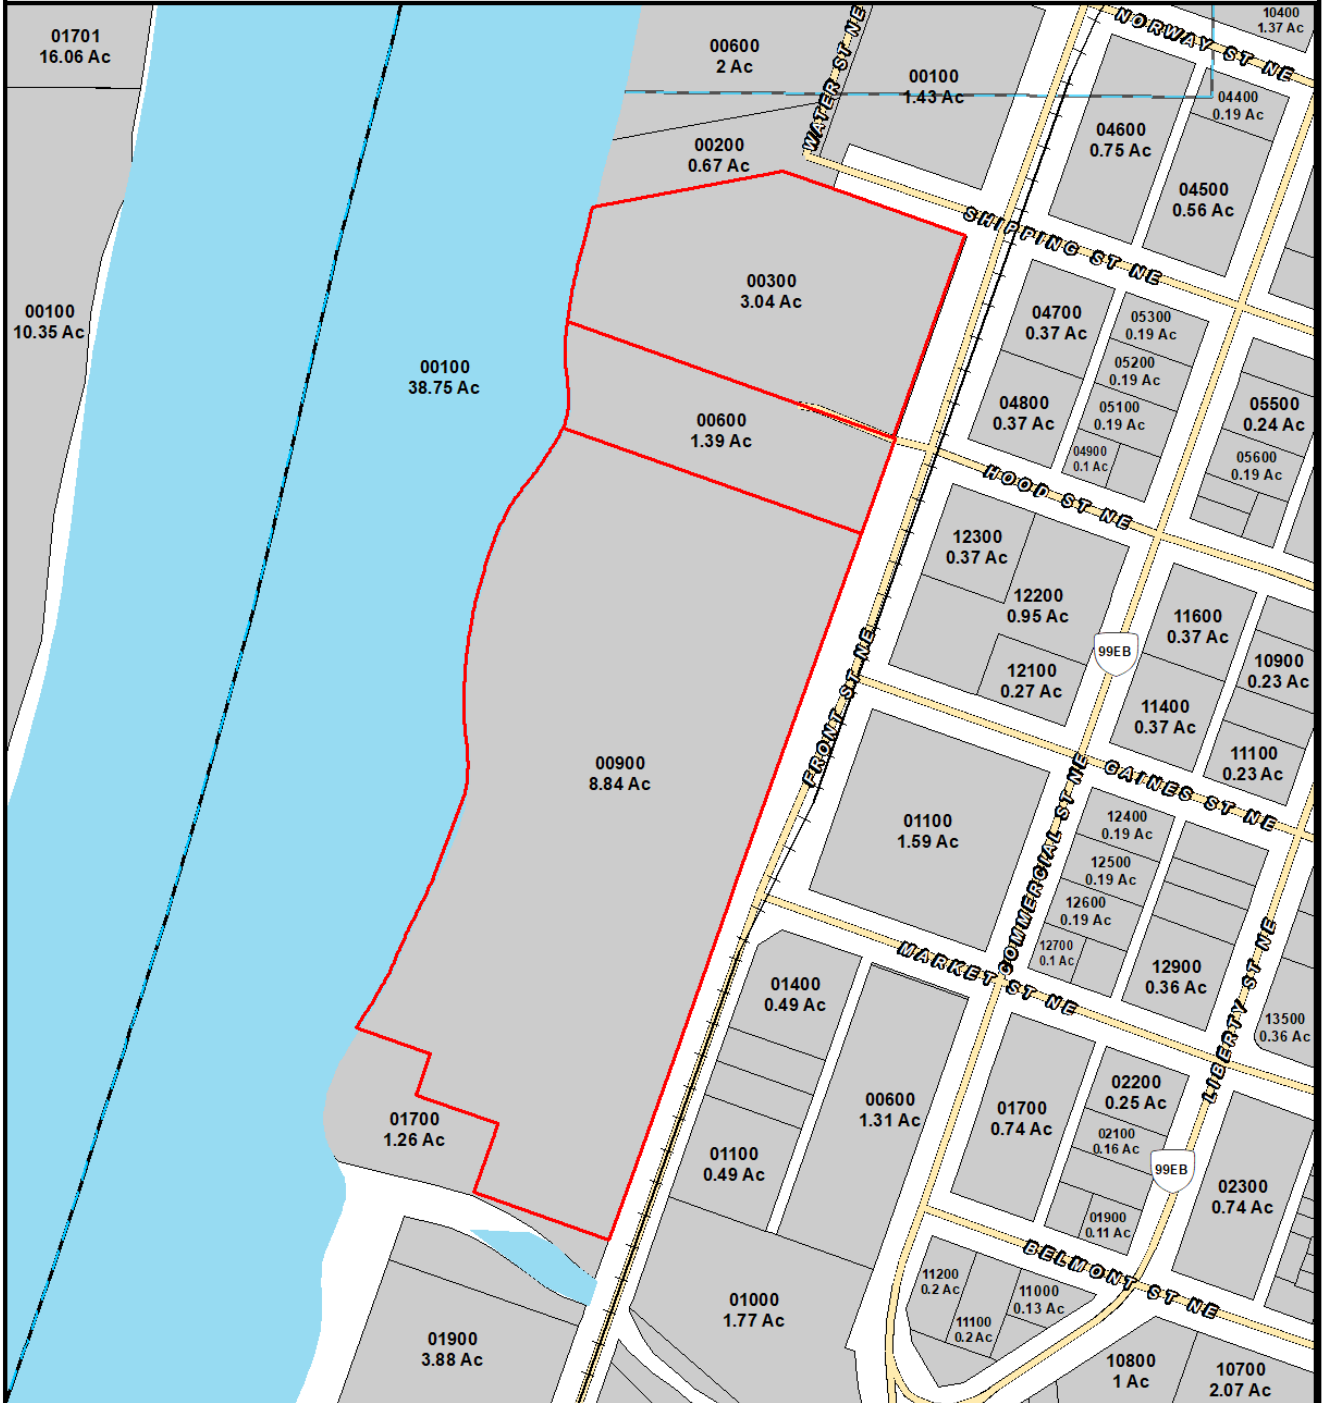 01701
16.06 Ac
00600
2 Ac
WATER ST NE
00100
1.43 Ac
NORWAY ST NE
10400
1.37 Ac
04400
0.19 Ac
04600
0.75 Ac
00200
0.67 Ac
04500
0.56 Ac
SHIPPING ST NE
00300
3.04 Ac
00100
10.35 Ac
04700
0.37 Ac
05300
0.19 Ac
00100
38.75 Ac
05200
0.19 Ac
04800
0.37 Ac
05100
0.19 Ac
05500
0.24 Ac
00600
1.39 Ac
04900
0.1 Ac
05600
0.19 Ac
HOOD ST NE
12300
0.37 Ac
12200
0.95 Ac
11600
0.37 Ac
99EB
12100
0.27 Ac
10900
0.23 Ac
FRONT ST NE
11400
0.37 Ac
11100
0.23 Ac
00900
8.84 Ac
GAINES ST NE
COMMERCIAL ST NE
01100
1.59 Ac
12400
0.19 Ac
12500
0.19 Ac
12600
0.19 Ac
12700
0.1 Ac
MARKET ST NE
12900
0.36 Ac
LIBERTY ST NE
01400
0.49 Ac
13500
0.36 Ac
01700
1.26 Ac
00600
1.31 Ac
01700
0.74 Ac
02200
0.25 Ac
02100
0.16 Ac
01100
0.49 Ac
99EB
02300
0.74 Ac
01900
0.11 Ac
BELMONT ST NE
11200
0.2 Ac
11000
0.13 Ac
01000
1.77 Ac
11100
0.2 Ac
01900
3.88 Ac
10800
1 Ac
10700
2.07 Ac